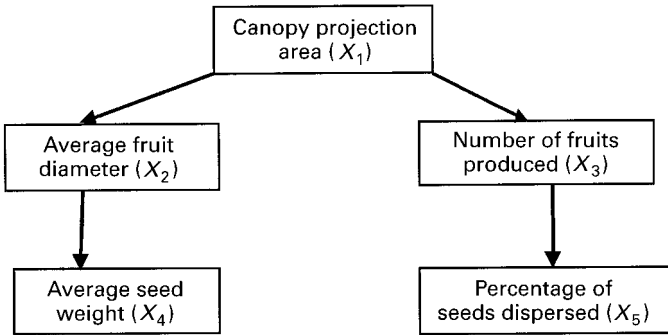 Canopy projection
area (X₁)
Average fruit
diameter (X₂)
Number of fruits
produced (X₃)
Average seed
weight (X₄)
Percentage of
seeds dispersed (X₅)